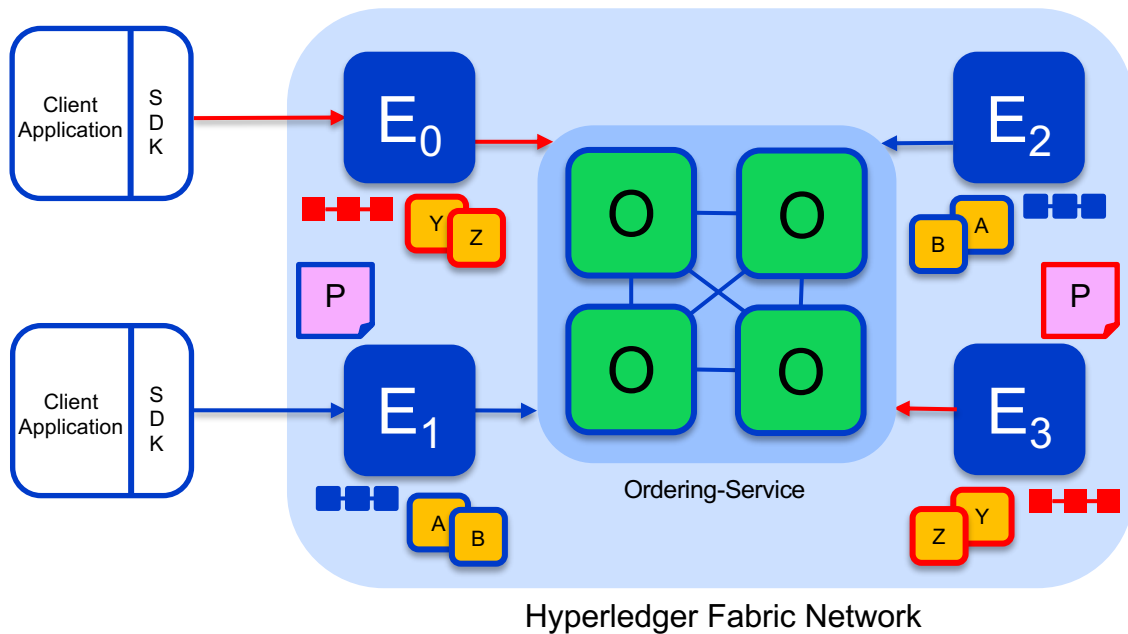 Client
Application
S
D
K
E0
E2
O
O
Y
Z
A
B
P
P
Client
Application
S
D
K
E1
O
O
E3
Ordering-Service
A
B
Y
Z
Hyperledger Fabric Network